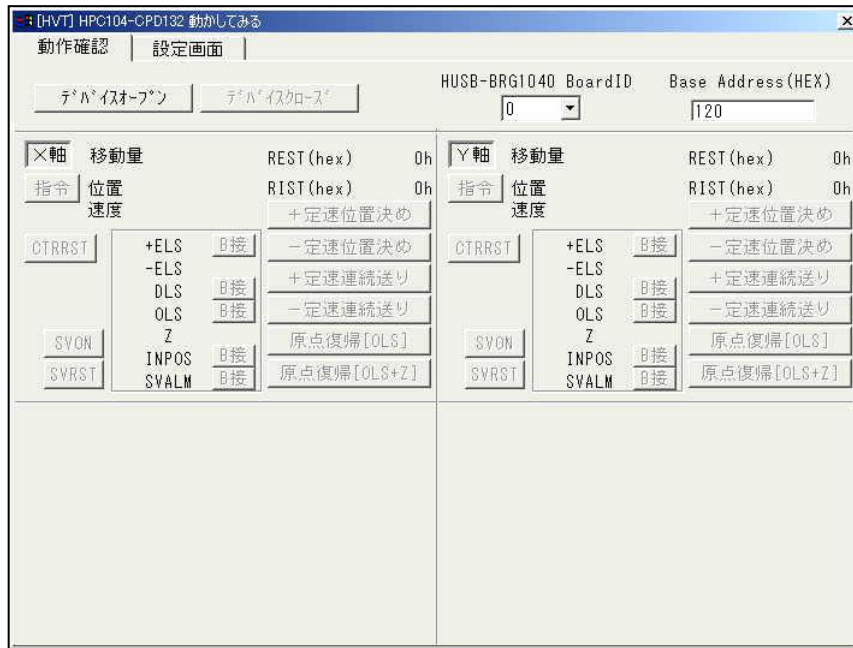 [HVT] HPC104-CPD132 動かしてみる
動作確認 設定画面
HUSB-BRG1040 BoardID Base Address(HEX)
ﾃﾞﾊﾞｲｽｵｰﾌﾟﾝ ﾃﾞﾊﾞｲｽｸﾛｰｽﾞ 0 120
X軸 移動量 REST(hex) 0h
指令 位置 RIST(hex) 0h
速度 +定速位置決め
CTRRST +ELS B接 -定速位置決め
-ELS +定速連続送り
DLS B接
OLS B接 -定速連続送り
SVON Z 原点復帰[OLS]
INPOS B接
SVRST SVALM B接 原点復帰[OLS+Z]
Y軸 移動量 REST(hex) 0h
指令 位置 RIST(hex) 0h
速度 +定速位置決め
CTRRST +ELS B接 -定速位置決め
-ELS +定速連続送り
DLS B接
OLS B接 -定速連続送り
SVON Z 原点復帰[OLS]
INPOS B接
SVRST SVALM B接 原点復帰[OLS+Z]